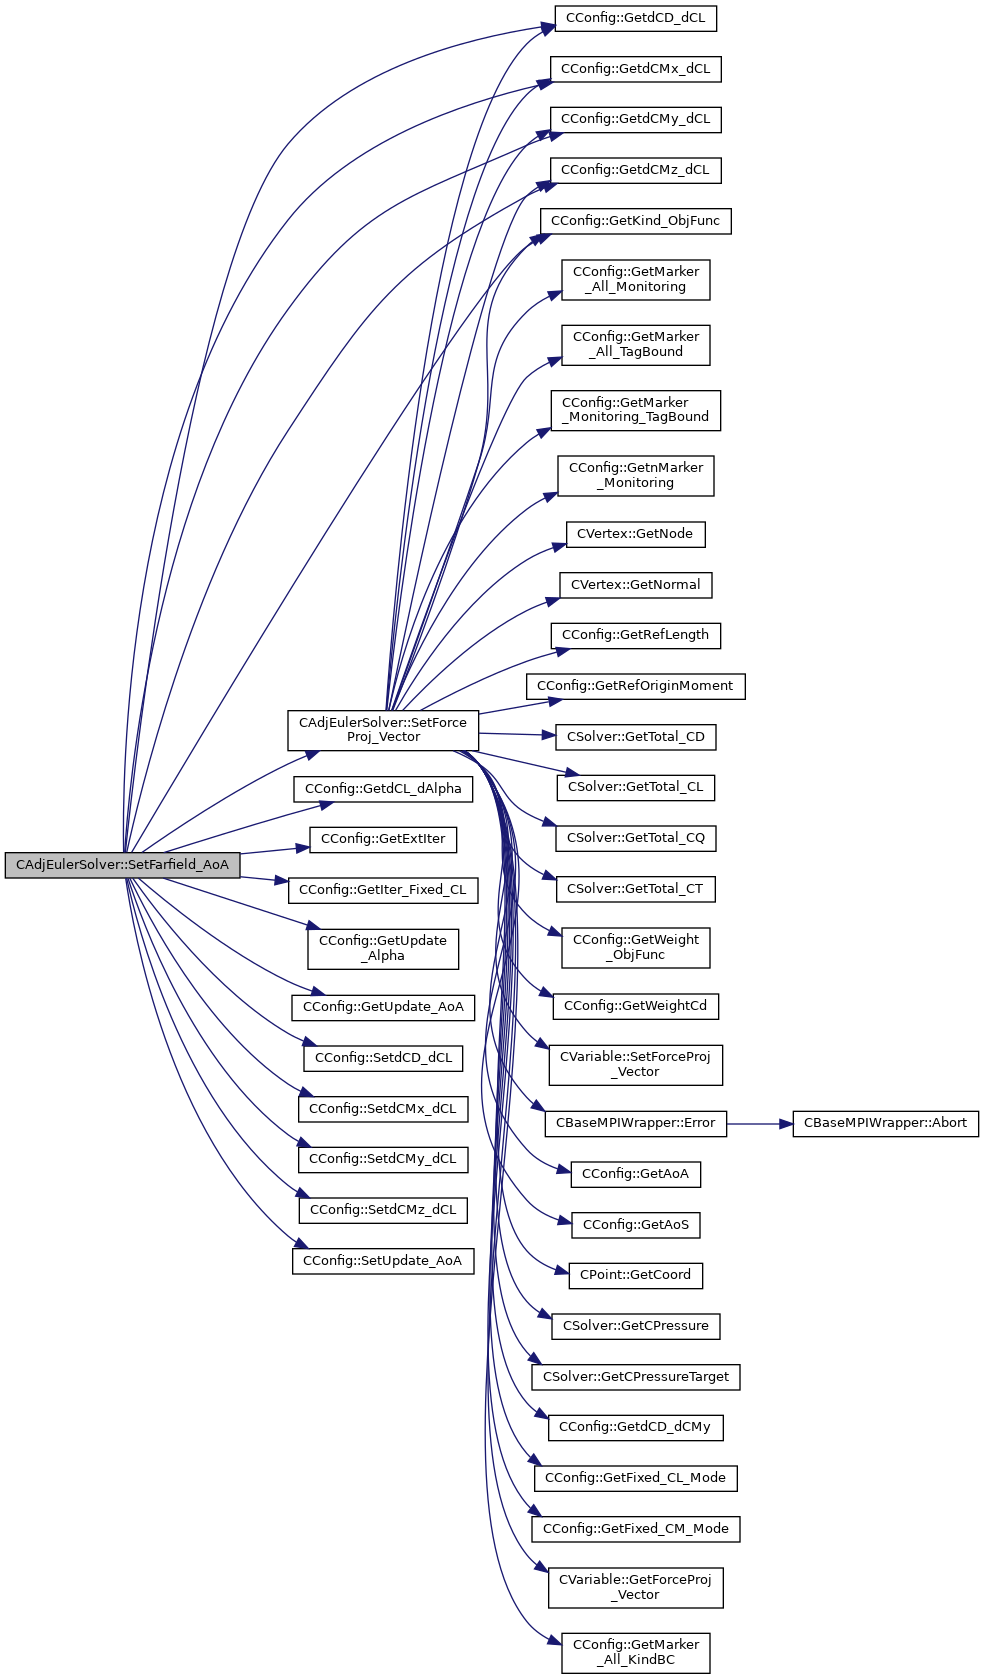 CAdjEulerSolver::SetFarfield_AoA
CAdjEulerSolver::SetForce
Proj_Vector
CConfig::GetdCL_dAlpha
CConfig::GetExtIter
CConfig::GetIter_Fixed_CL
CConfig::GetUpdate
_Alpha
CConfig::GetUpdate_AoA
CConfig::SetdCD_dCL
CConfig::SetdCMx_dCL
CConfig::SetdCMy_dCL
CConfig::SetdCMz_dCL
CConfig::SetUpdate_AoA
CConfig::GetdCD_dCL
CConfig::GetdCMx_dCL
CConfig::GetdCMy_dCL
CConfig::GetdCMz_dCL
CConfig::GetKind_ObjFunc
CConfig::GetMarker
_All_Monitoring
CConfig::GetMarker
_All_TagBound
CConfig::GetMarker
_Monitoring_TagBound
CConfig::GetnMarker
_Monitoring
CVertex::GetNode
CVertex::GetNormal
CConfig::GetRefLength
CConfig::GetRefOriginMoment
CSolver::GetTotal_CD
CSolver::GetTotal_CL
CSolver::GetTotal_CQ
CSolver::GetTotal_CT
CConfig::GetWeight
_ObjFunc
CConfig::GetWeightCd
CVariable::SetForceProj
_Vector
CBaseMPIWrapper::Error
CBaseMPIWrapper::Abort
CConfig::GetAoA
CConfig::GetAoS
CPoint::GetCoord
CSolver::GetCPressure
CSolver::GetCPressureTarget
CConfig::GetdCD_dCMy
CConfig::GetFixed_CL_Mode
CConfig::GetFixed_CM_Mode
CVariable::GetForceProj
_Vector
CConfig::GetMarker
_All_KindBC